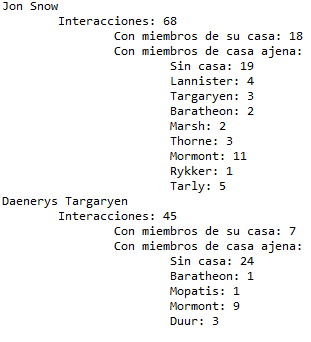 Jon Snow
Interacciones: 68
Con miembros de su casa: 18
Con miembros de casa ajena:
Sin casa: 19
Lannister: 4
Targaryen: 3
Baratheon: 2
Marsh: 2
Thorne: 3
Mormont: 11
Rykker: 1
Tarly: 5
Daenerys Targaryen
Interacciones: 45
Con miembros de su casa: 7
Con miembros de casa ajena:
Sin casa: 24
Baratheon: 1
Mopatis: 1
Mormont: 9
Duur: 3